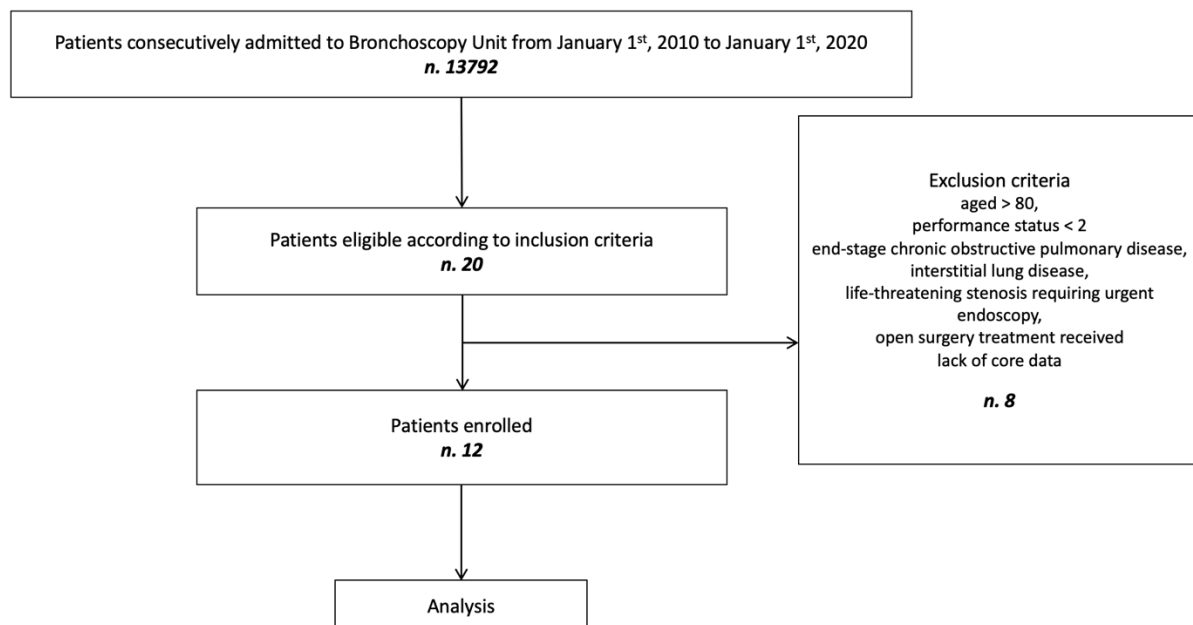 Patients consecutively admitted to Bronchoscopy Unit from January 1st, 2010 to January 1st, 2020
n. 13792
Patients eligible according to inclusion criteria
n. 20
Exclusion criteria
aged > 80,
performance status < 2
end-stage chronic obstructive pulmonary disease,
interstitial lung disease,
life-threatening stenosis requiring urgent
endoscopy,
open surgery treatment received
lack of core data
n. 8
Patients enrolled
n. 12
Analysis